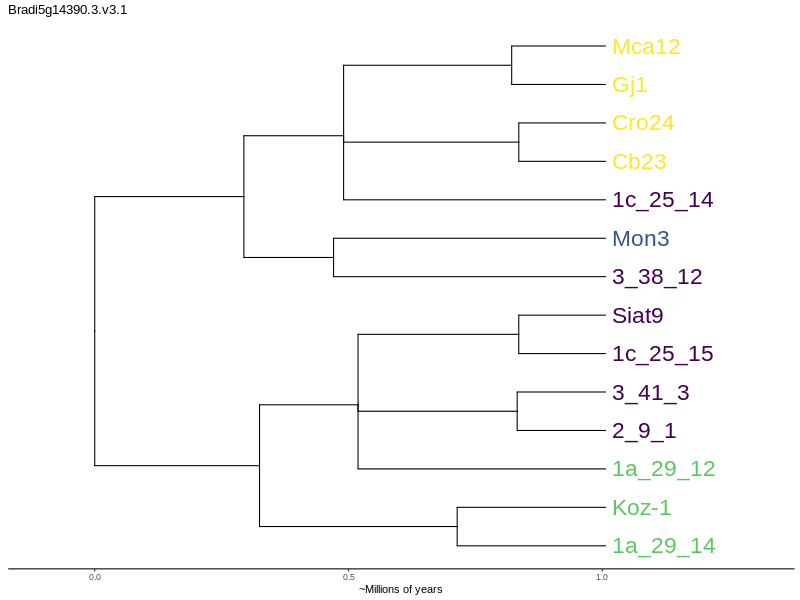 Bradi5g14390.3.v3.1
Mca12
Gj1
Cro24
Cb23
1c_25_14
Mon3
3_38_12
Siat9
1c_25_15
3_41_3
2_9_1
1a_29_12
Koz-1
1a_29_14
0.0 0.5 1.0
~Millions of years